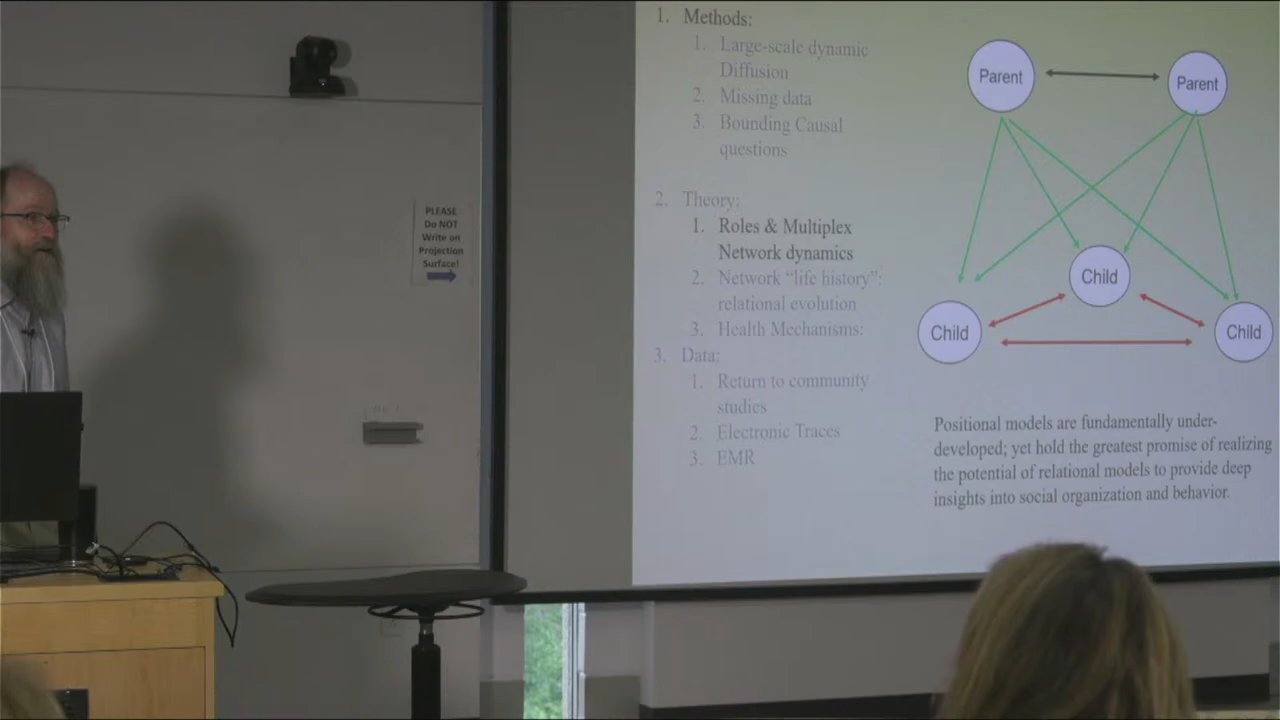 PLEASE
Do NOT
Write on
Projection
Surface!
1. Methods:
1. Large-scale dynamic
Diffusion
2. Missing data
3. Bounding Causal
questions
2. Theory:
1. Roles & Multiplex
Network dynamics
2. Network “life history”:
relational evolution
3. Health Mechanisms:
3. Data:
1. Return to community
studies
2. Electronic Traces
3. EMR
Parent
Parent
Child
Child
Child
Positional models are fundamentally under-
developed; yet hold the greatest promise of realizing
the potential of relational models to provide deep
insights into social organization and behavior.